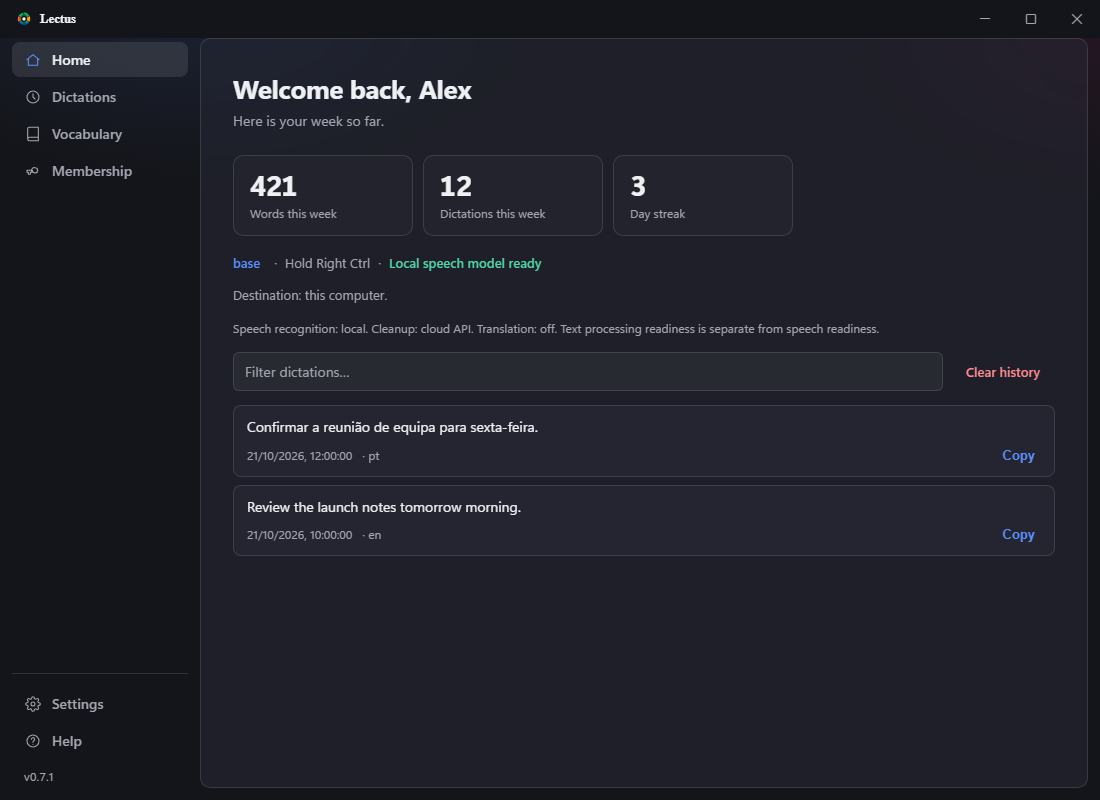 Lectus
Home
Dictations
Vocabulary
Membership
Settings
Help
v0.7.1
Welcome back, Alex
Here is your week so far.
421
Words this week
12
Dictations this week
3
Day streak
base · Hold Right Ctrl · Local speech model ready
Destination: this computer.
Speech recognition: local. Cleanup: cloud API. Translation: off. Text processing readiness is separate from speech readiness.
Filter dictations...
Clear history
Confirmar a reunião de equipa para sexta-feira.
21/10/2026, 12:00:00 · pt
Copy
Review the launch notes tomorrow morning.
21/10/2026, 10:00:00 · en
Copy